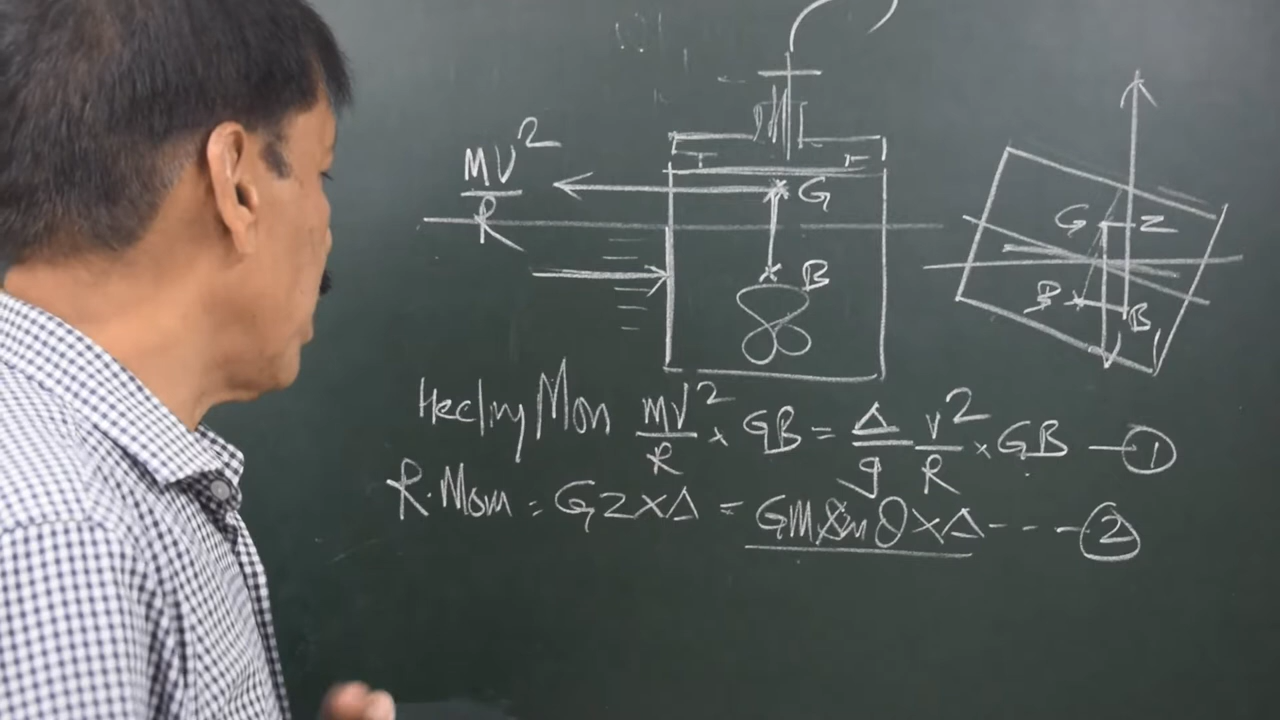 MV²
R
G
B
G Z
B B
Heeling Mom mv²/R × GB = Δ/g v²/R × GB — 1
R. Mom = GZ × Δ = GM Sin θ × Δ - - - - 2